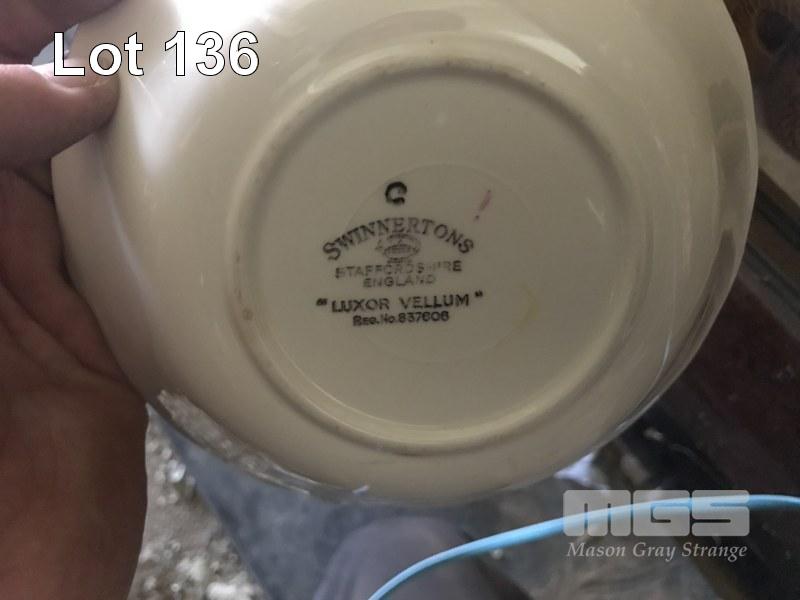 Lot 136
G
SWINNERTONS
STAFFORDSHIRE
ENGLAND
"LUXOR VELLUM"
REG. No. 837606
MGS
Mason Gray Strange